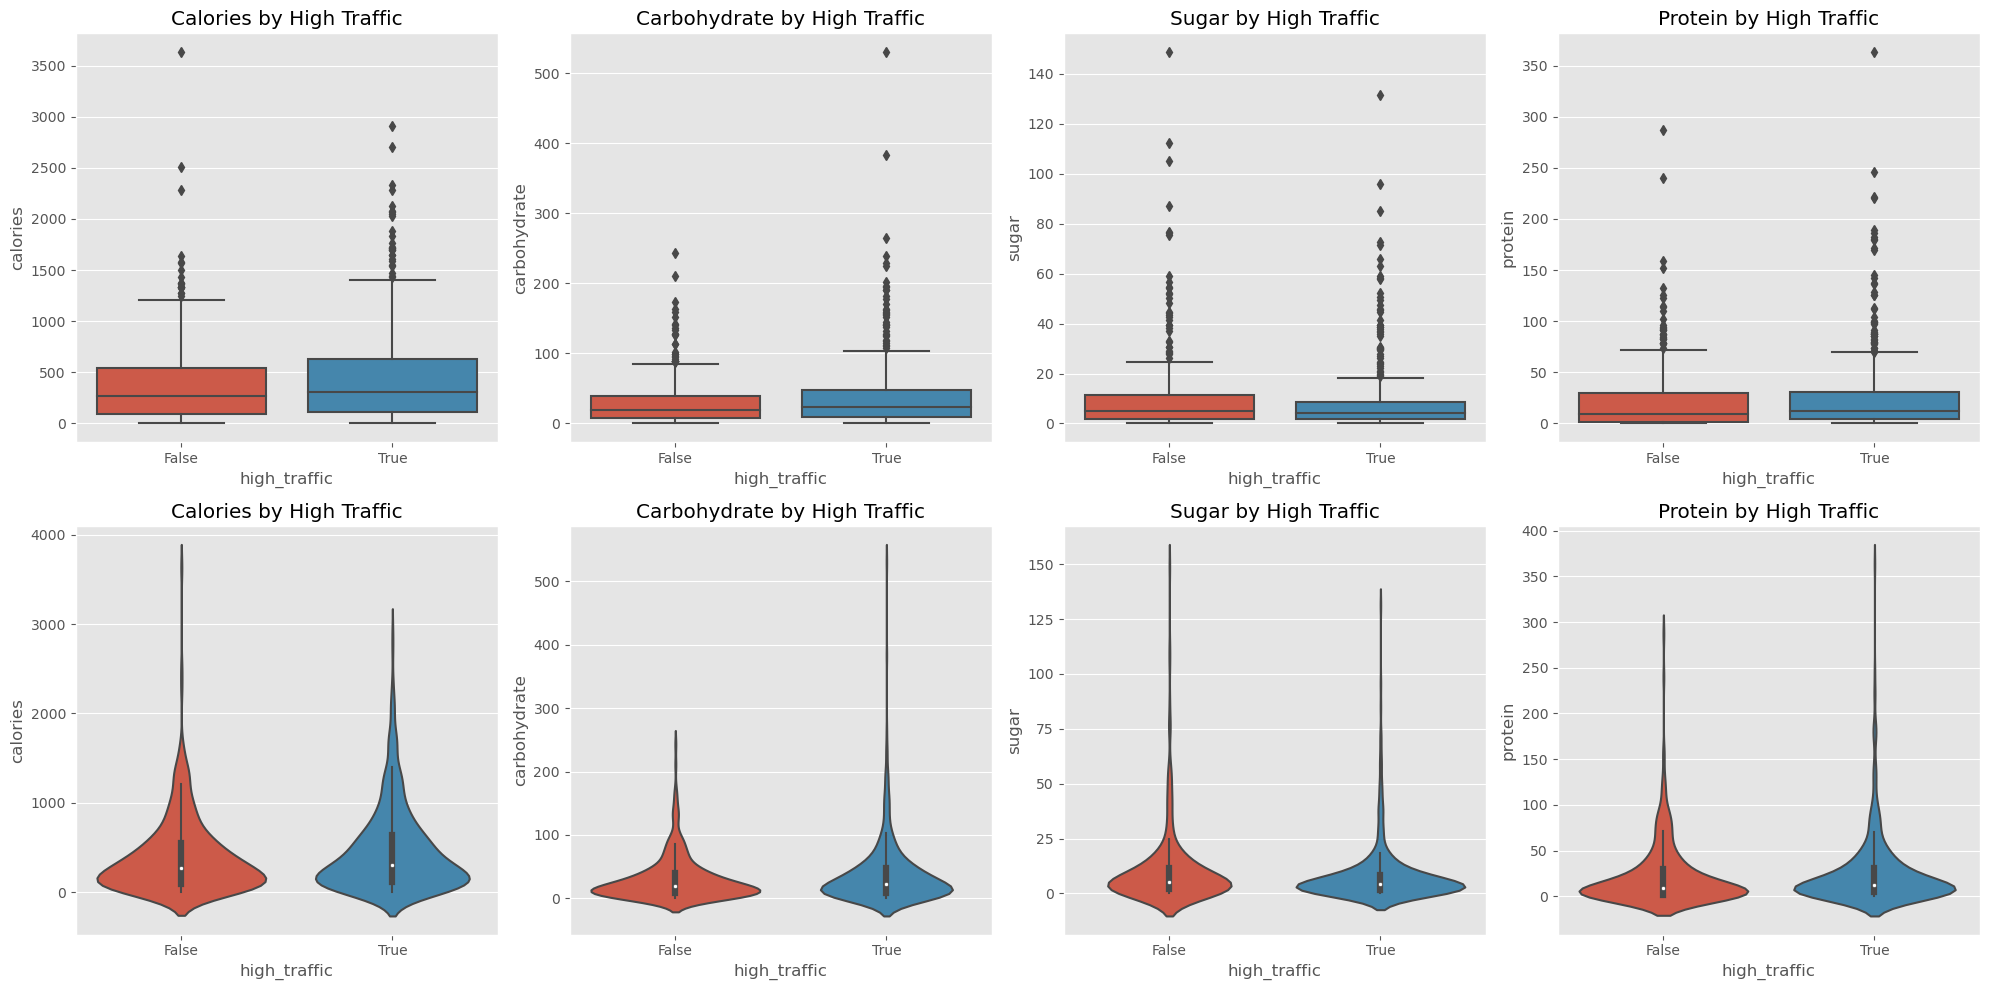 Calories by High Traffic
3500
3000
2500
2000
1500
1000
500
0
calories
False
True
high_traffic
Carbohydrate by High Traffic
500
400
300
200
100
0
carbohydrate
False
True
high_traffic
Sugar by High Traffic
140
120
100
80
60
40
20
0
sugar
False
True
high_traffic
Protein by High Traffic
350
300
250
200
150
100
50
0
protein
False
True
high_traffic
Calories by High Traffic
4000
3000
2000
1000
0
calories
False
True
high_traffic
Carbohydrate by High Traffic
500
400
300
200
100
0
carbohydrate
False
True
high_traffic
Sugar by High Traffic
150
125
100
75
50
25
0
sugar
False
True
high_traffic
Protein by High Traffic
400
350
300
250
200
150
100
50
0
protein
False
True
high_traffic